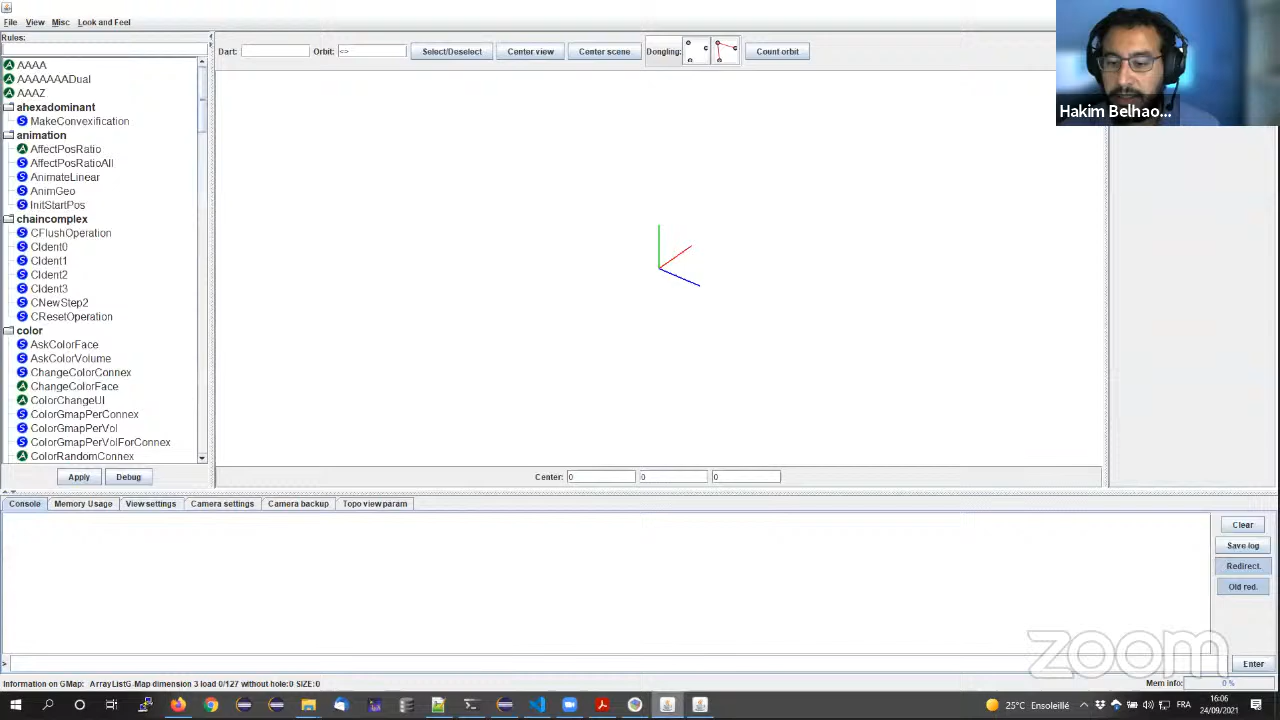 File View Misc Look and Feel
Rules:
AAAA
AAAAAAADual
AAAZ
ahexadominant
MakeConvexification
animation
AffectPosRatio
AffectPosRatioAll
AnimateLinear
AnimGeo
InitStartPos
chaincomplex
CFlushOperation
CIdent0
CIdent1
CIdent2
CIdent3
CNewStep2
CResetOperation
color
AskColorFace
AskColorVolume
ChangeColorConnex
ChangeColorFace
ColorChangeUI
ColorGmapPerConnex
ColorGmapPerVol
ColorGmapPerVolForConnex
ColorRandomConnex
Apply Debug
Dart: Orbit: <> Select/Deselect Center view Center scene Dongling: Count orbit
Hakim Belhao...
Center: 0 0 0
Console Memory Usage View settings Camera settings Camera backup Topo view param
Clear
Save log
Redirect.
Old red.
zoom
> Enter
Information on GMap: ArrayListG-Map dimension 3 load 0/127 without hole:0 SIZE:0 Mem info: 0 %
25°C Ensoleillé FRA 16:06
24/09/2021